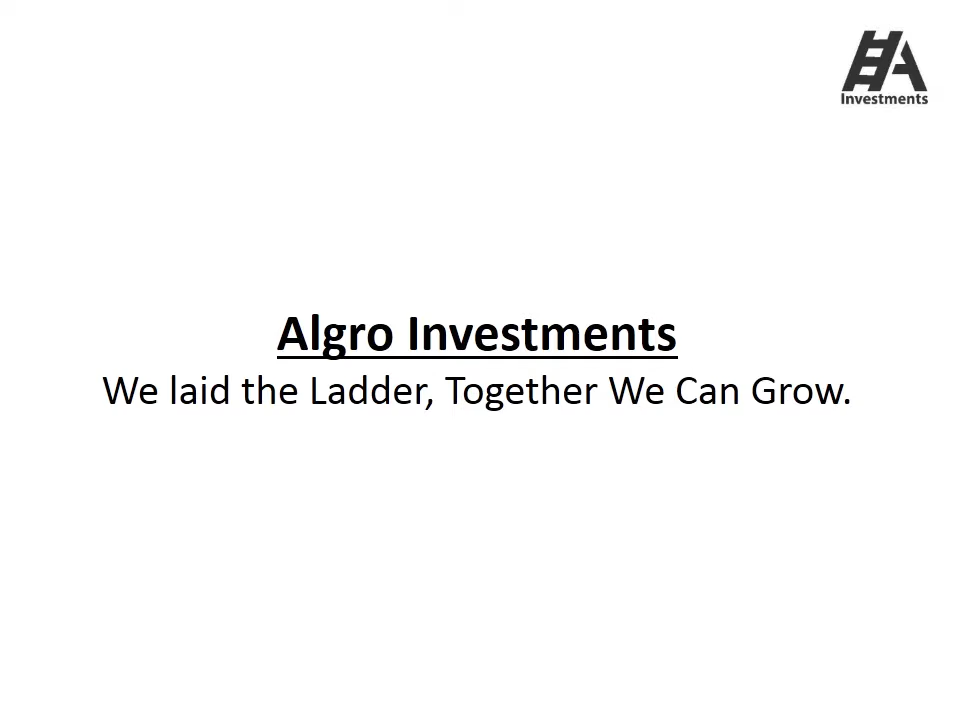 A
Investments
Algro Investments
We laid the Ladder, Together We Can Grow.